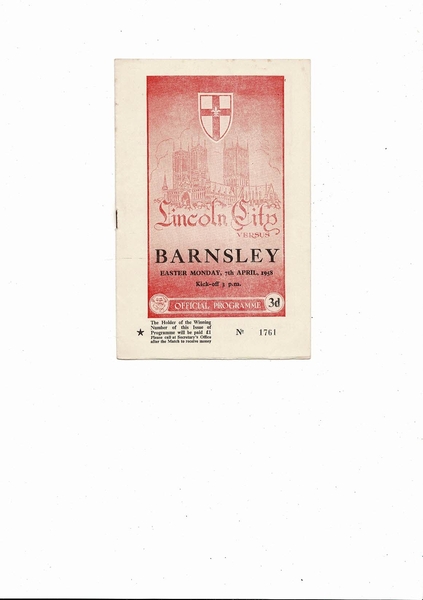 Lincoln City
VERSUS
BARNSLEY
EASTER MONDAY, 7th APRIL, 1958
Kick-off 3 p.m.
OFFICIAL PROGRAMME
3d
★ The Holder of the Winning
Number of this Issue of
Programme will be paid £1
Please call at Secretary's Office
after the Match to receive money
Nº 1761